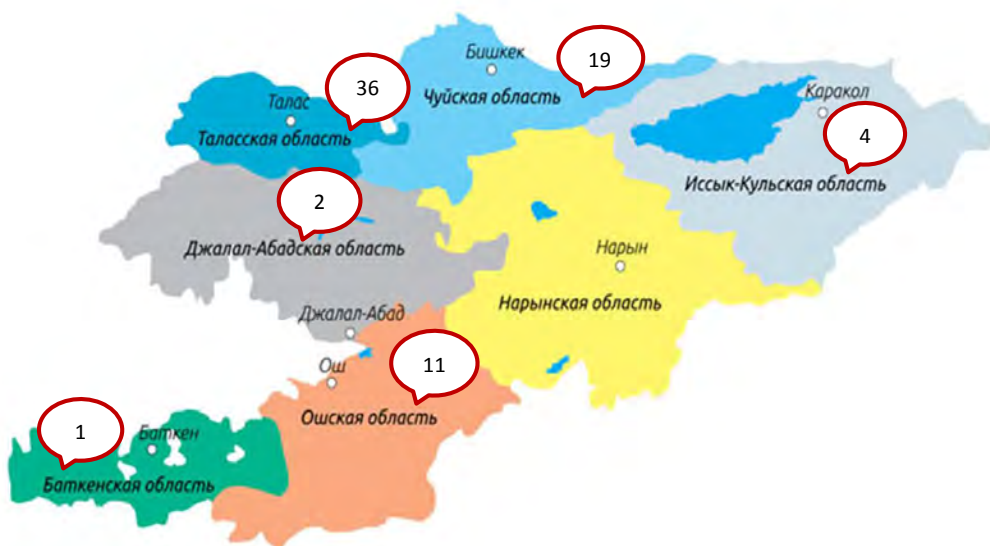 Бишкек
19
Чуйская область
36
Талас
Таласская область
Каракол
4
Иссык-Кульская область
2
Джалал-Абадская область
Нарын
Нарынская область
Джалал-Абад
Ош
11
Ошская область
1
Баткен
Баткенская область